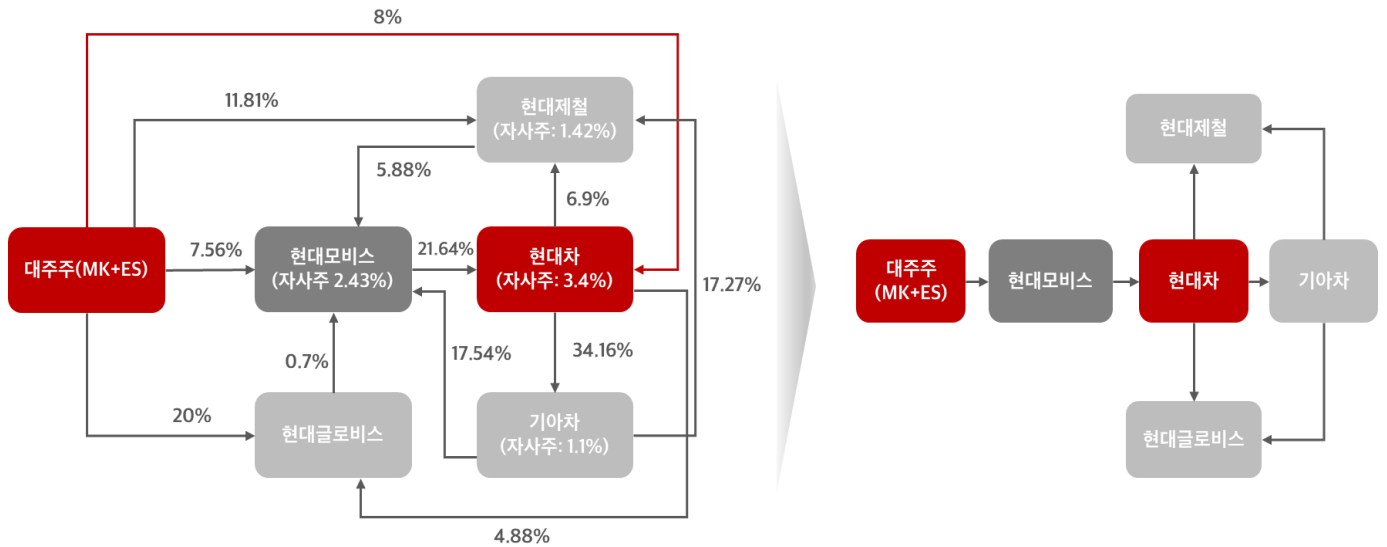 8%
11.81%
현대제철
(자사주: 1.42%)
5.88%
6.9%
대주주(MK+ES)
7.56%
현대모비스
(자사주 2.43%)
21.64%
현대차
(자사주: 3.4%)
17.27%
0.7%
17.54%
34.16%
20%
현대글로비스
기아차
(자사주: 1.1%)
4.88%
현대제철
대주주
(MK+ES)
현대모비스
현대차
기아차
현대글로비스